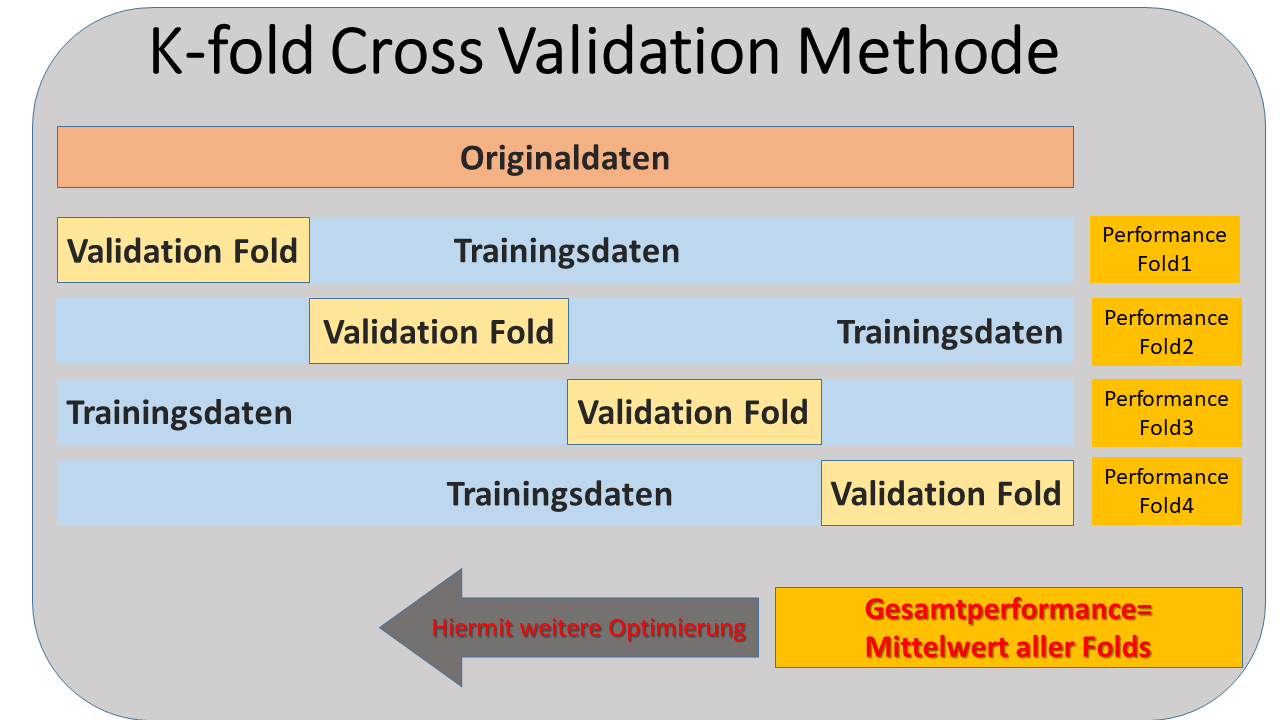 K-fold Cross Validation Methode
Originaldaten
Validation Fold
Trainingsdaten
Performance
Fold1
Validation Fold
Trainingsdaten
Performance
Fold2
Trainingsdaten
Validation Fold
Performance
Fold3
Trainingsdaten
Validation Fold
Performance
Fold4
Hiermit weitere Optimierung
Gesamtperformance=
Mittelwert aller Folds